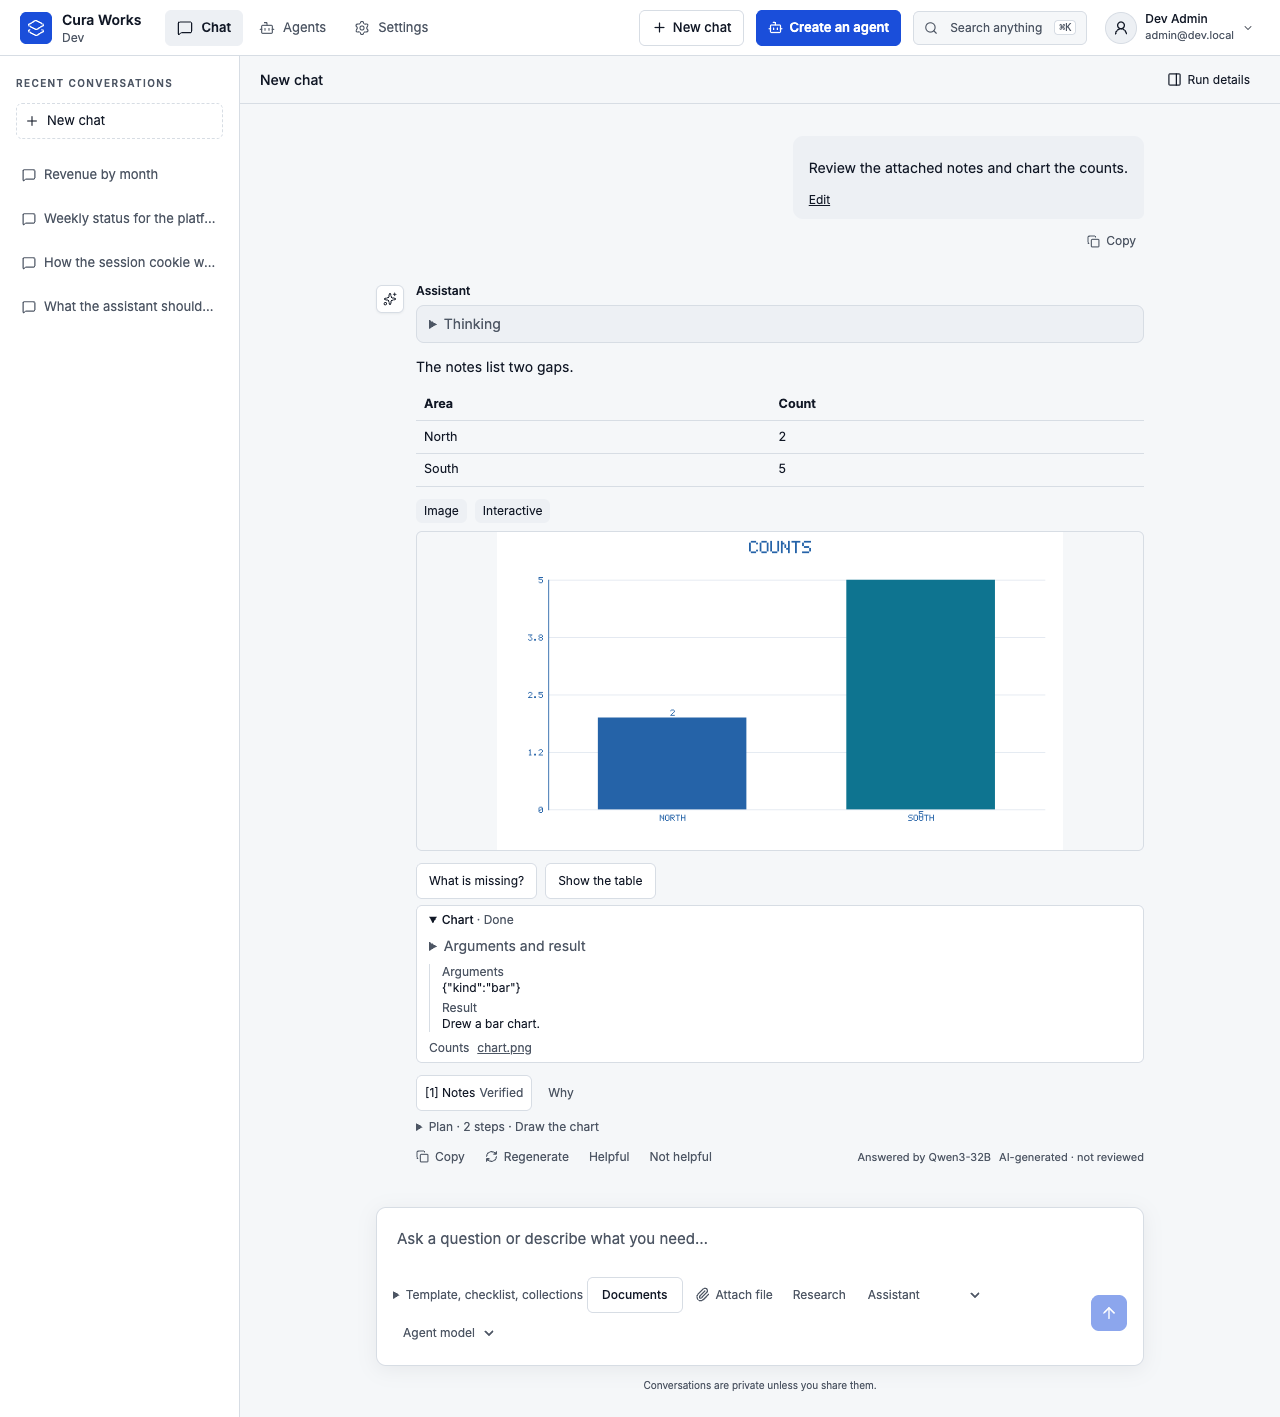 Cura Works
Dev
Chat
Agents
Settings
New chat
Create an agent
Search anything
⌘K
Dev Admin
admin@dev.local
RECENT CONVERSATIONS
New chat
Revenue by month
Weekly status for the platf...
How the session cookie w...
What the assistant should...
New chat
Run details
Review the attached notes and chart the counts.
Edit
Copy
Assistant
Thinking
The notes list two gaps.
Area Count
North 2
South 5
Image Interactive
COUNTS
5
3.8
2.5
1.2
0
2
5
NORTH
SOUTH
What is missing?
Show the table
Chart · Done
Arguments and result
Arguments
{"kind":"bar"}
Result
Drew a bar chart.
Counts chart.png
[1] Notes Verified
Why
Plan · 2 steps · Draw the chart
Copy
Regenerate
Helpful
Not helpful
Answered by Qwen3-32B AI-generated · not reviewed
Ask a question or describe what you need...
Template, checklist, collections
Documents
Attach file
Research
Assistant
Agent model
Conversations are private unless you share them.